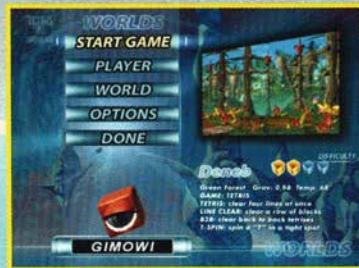 WORLDS
START GAME
PLAYER
WORLD
OPTIONS
DONE
GIMOWI
DIFFICULTY
Deneb
Green Forest Grav: 0.98 Temp: 68
GAME: TETRIS
TETRIS: clear four lines at once
LINE CLEAR: clear a row of blocks
B2B: clear back to back tetrises
T-SPIN: spin a "T" in a tight spot
WORLDS